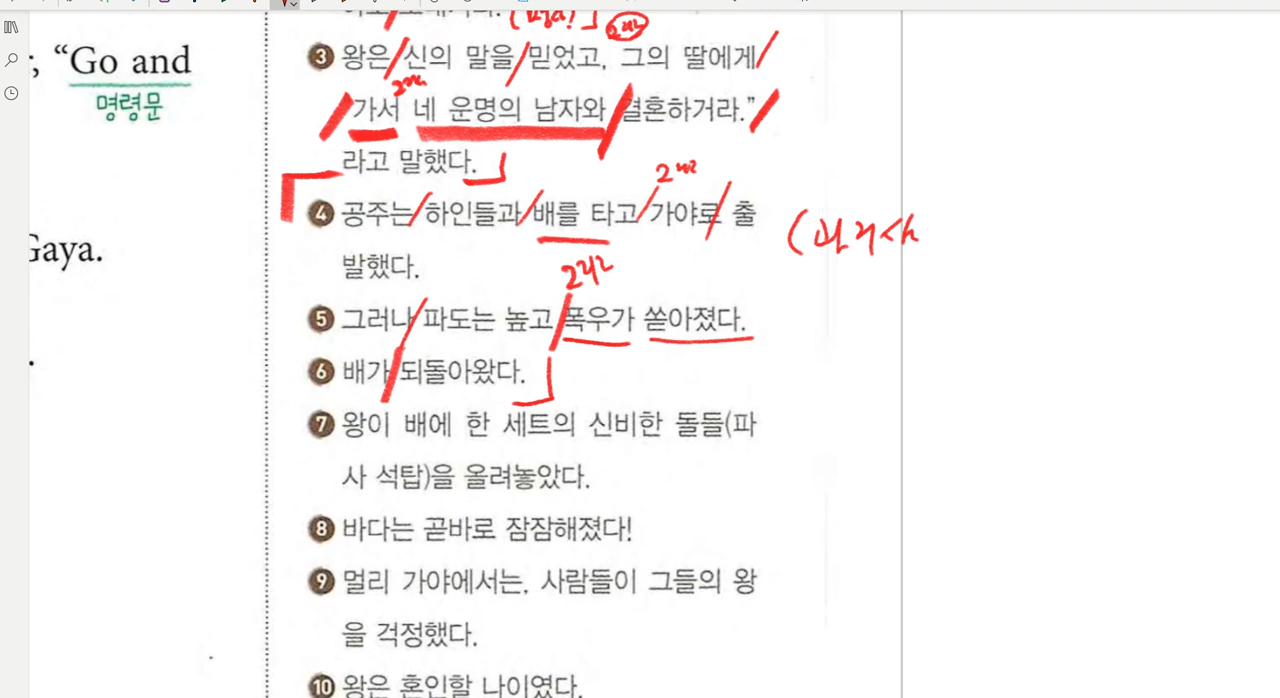 ③ 왕은 신의 말을 믿었고, 그의 딸에게
r, “Go and
명령문
가서 네 운명의 남자와 결혼하거라.”
라고 말했다.
④ 공주는 하인들과 배를 타고 가야로 출
Gaya.
발했다.
⑤ 그러나 파도는 높고 폭우가 쏟아졌다.
⑥ 배가 되돌아왔다.
⑦ 왕이 배에 한 세트의 신비한 돌들(파
사 석탑)을 올려놓았다.
⑧ 바다는 곧바로 잠잠해졌다!
⑨ 멀리 가야에서는, 사람들이 그들의 왕
을 걱정했다.
⑩ 왕은 혼인할 나이였다.